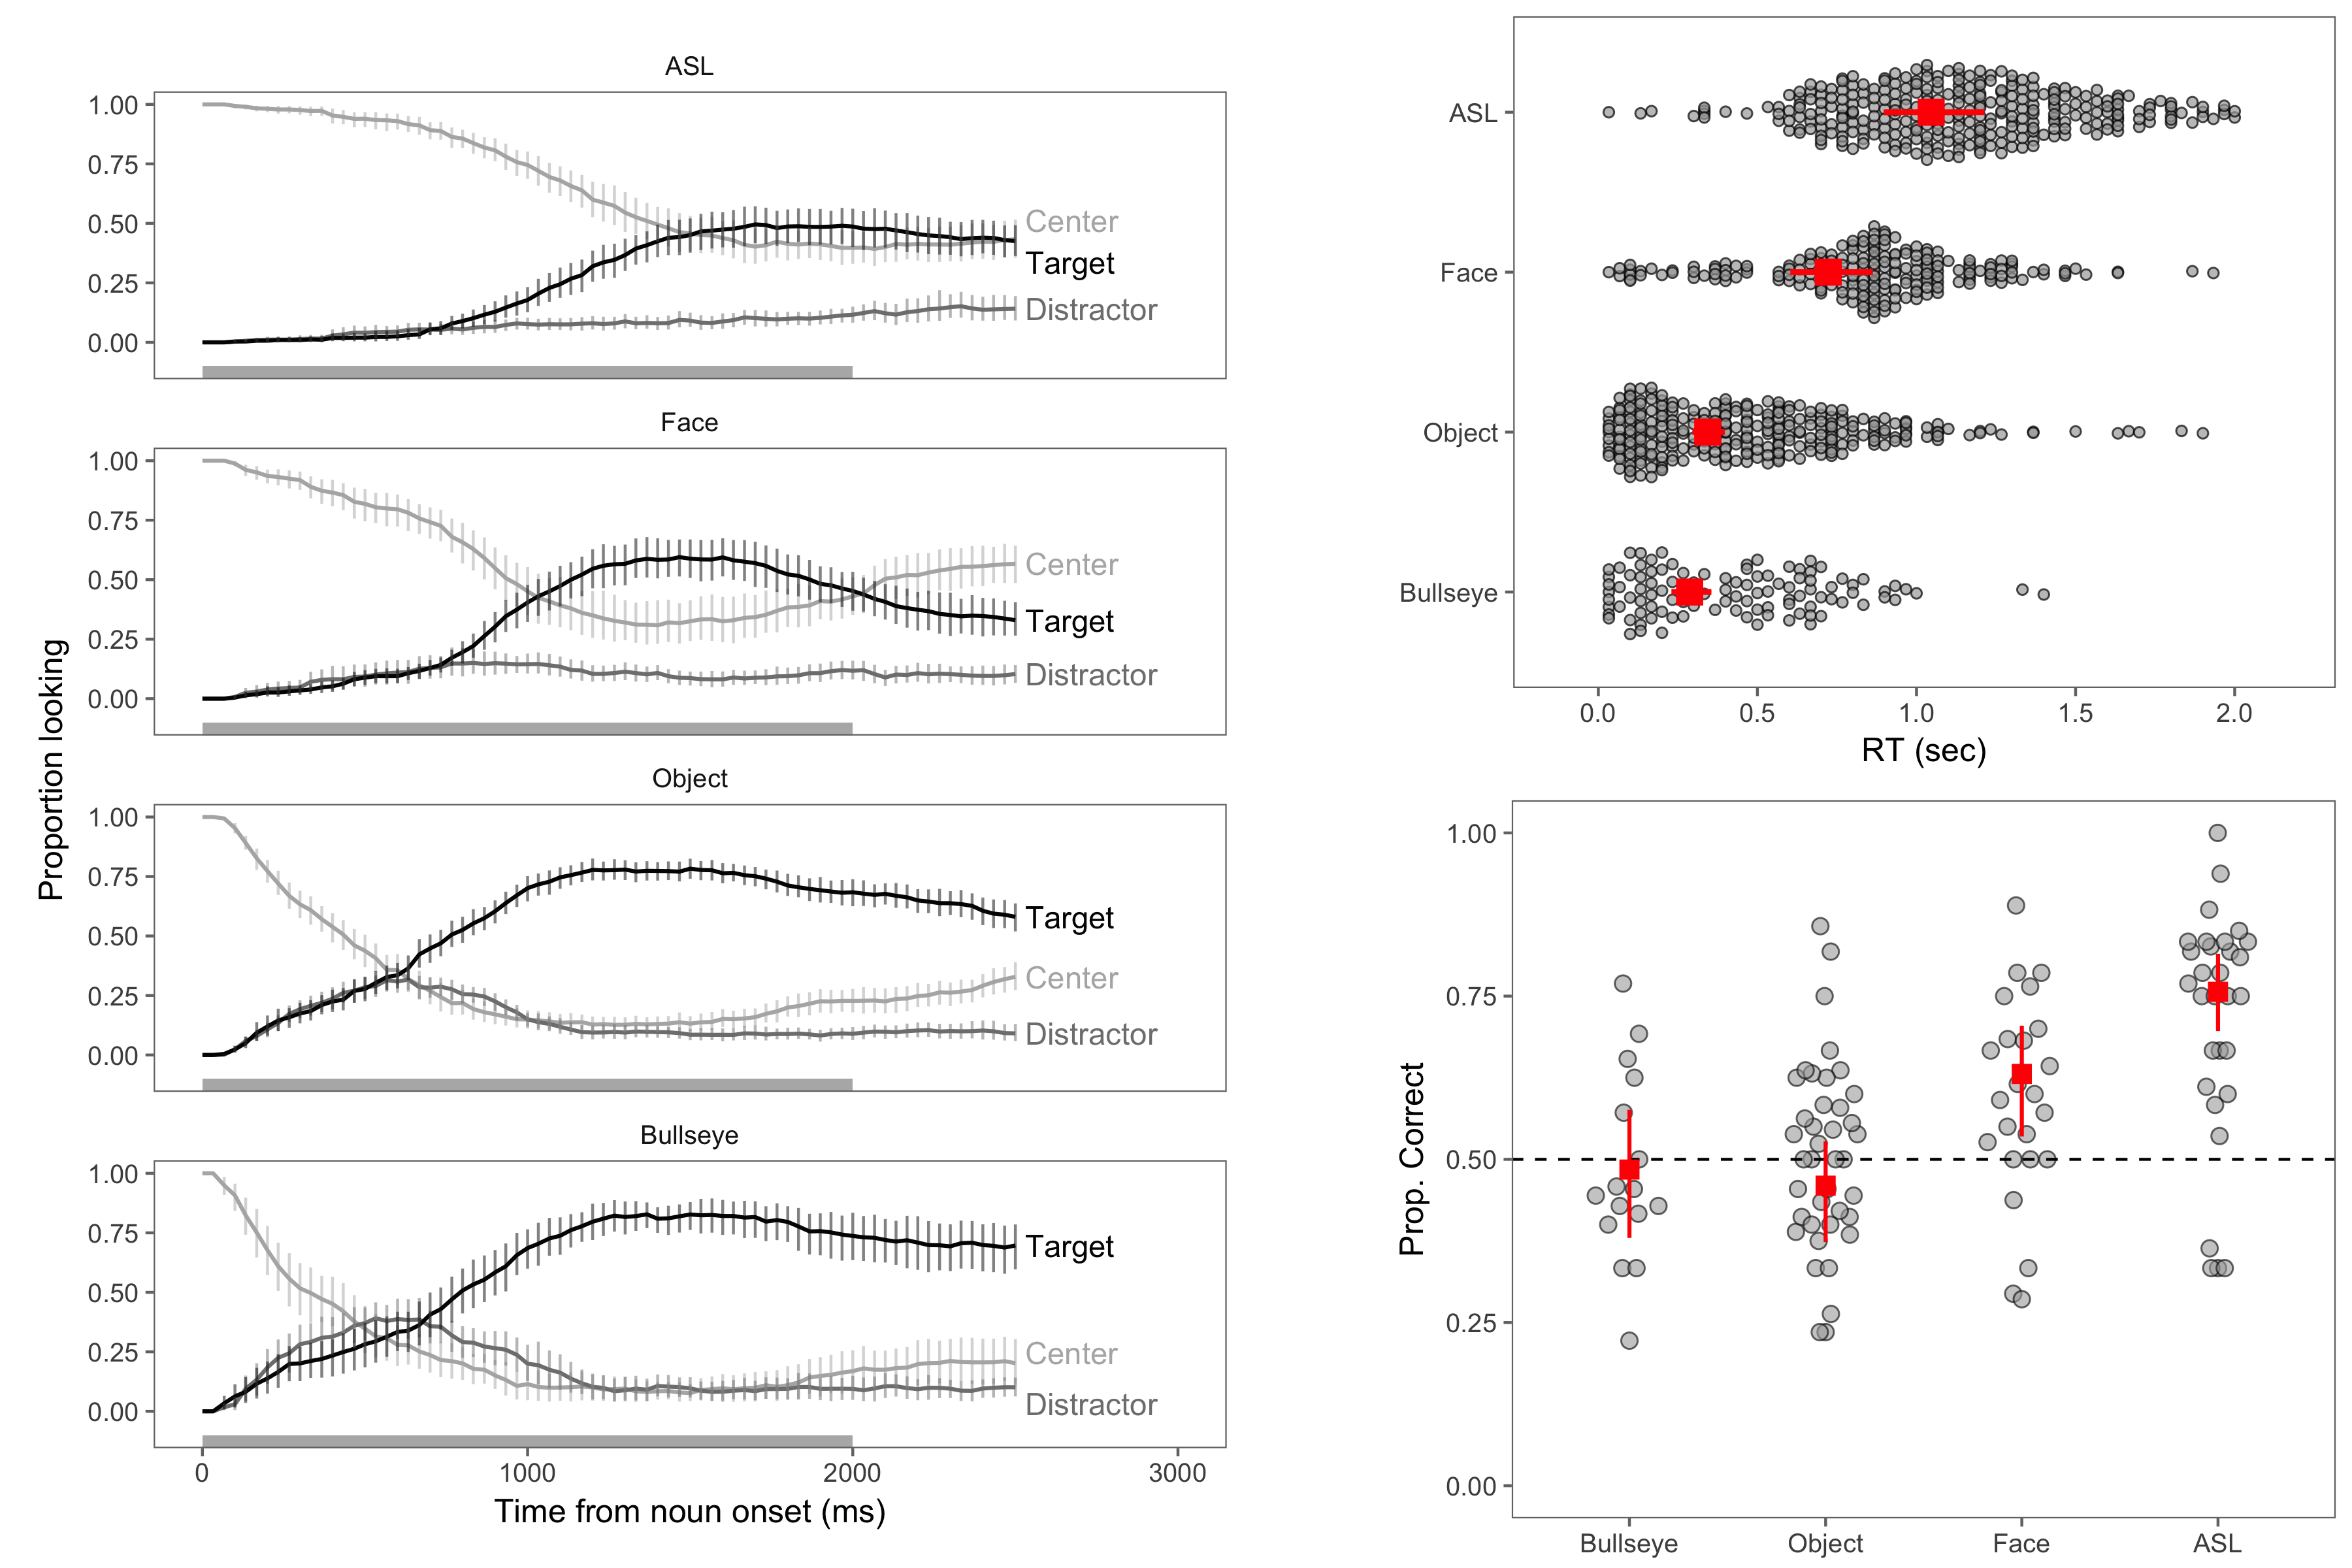 ASL
1.00
0.75
0.50
0.25
0.00
Center
Target
Distractor
Face
1.00
0.75
0.50
0.25
0.00
Center
Target
Distractor
Object
1.00
0.75
0.50
0.25
0.00
Target
Center
Distractor
Bullseye
1.00
0.75
0.50
0.25
0.00
Target
Center
Distractor
0 1000 2000 3000
Time from noun onset (ms)
Proportion looking
ASL
Face
Object
Bullseye
0.0 0.5 1.0 1.5 2.0
RT (sec)
Prop. Correct
1.00
0.75
0.50
0.25
0.00
Bullseye Object Face ASL